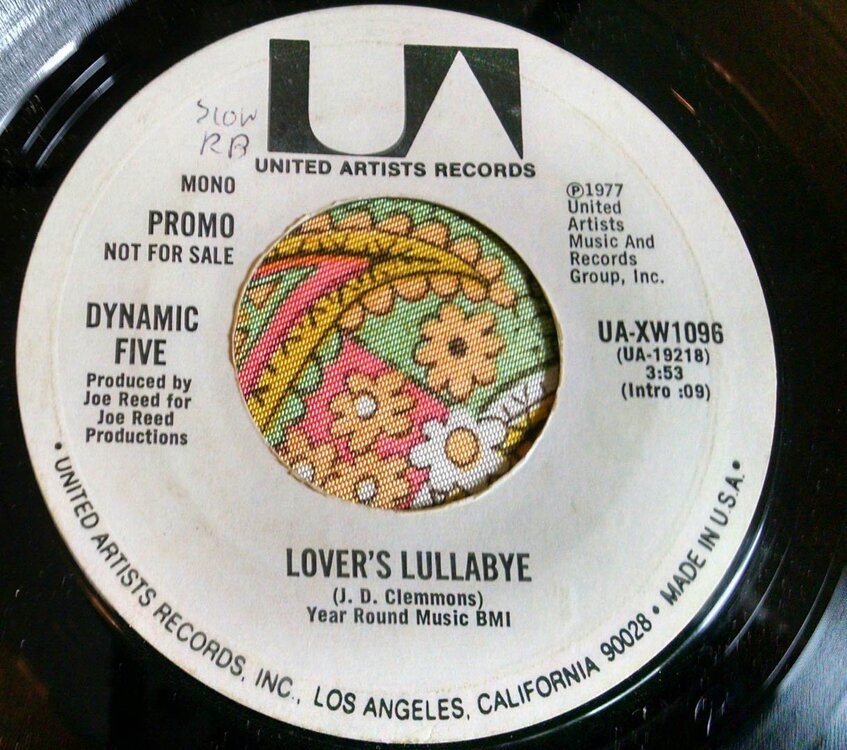 UA
UNITED ARTISTS RECORDS
SLOW
RB
MONO
PROMO
NOT FOR SALE
DYNAMIC
FIVE
Produced by
Joe Reed for
Joe Reed
Productions
℗1977
United
Artists
Music And
Records
Group, Inc.
UA-XW1096
(UA-19218)
3:53
(Intro :09)
LOVER'S LULLABYE
(J. D. Clemmons)
Year Round Music BMI
• UNITED ARTISTS RECORDS, INC., LOS ANGELES, CALIFORNIA 90028 • MADE IN U.S.A. •